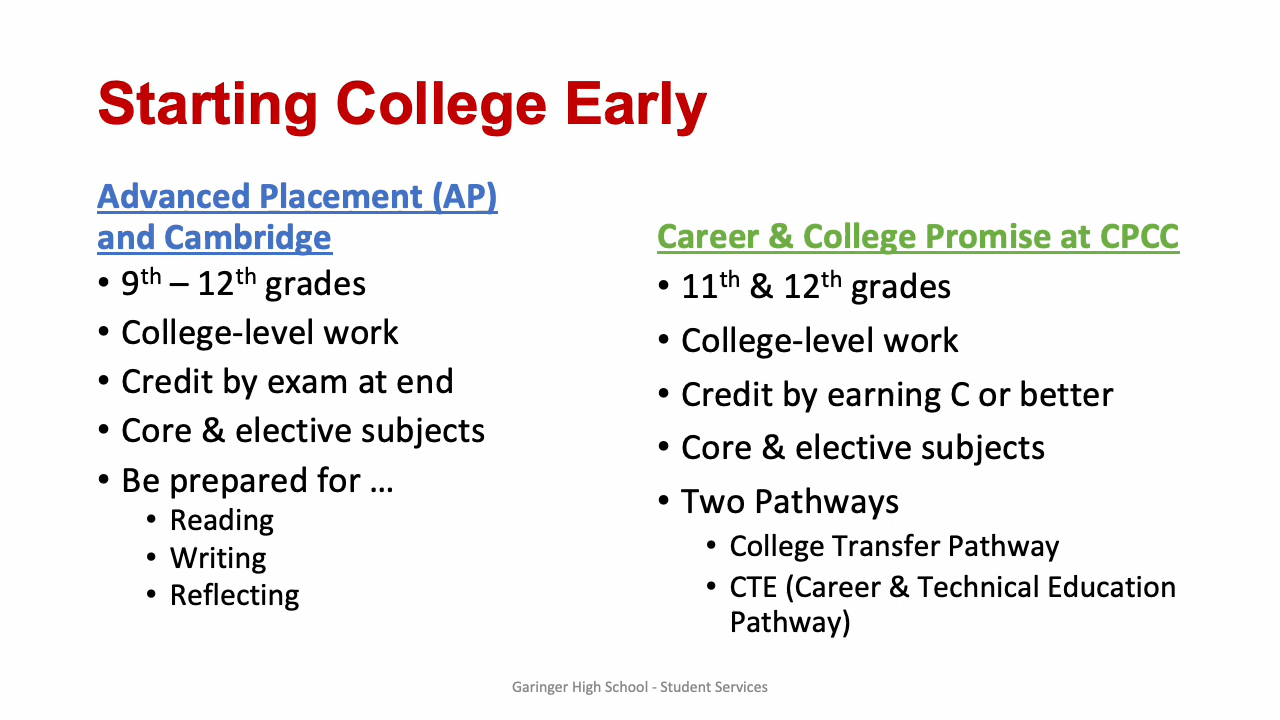 Starting College Early
Advanced Placement (AP)
and Cambridge
• 9th – 12th grades
• College-level work
• Credit by exam at end
• Core & elective subjects
• Be prepared for …
• Reading
• Writing
• Reflecting
Career & College Promise at CPCC
• 11th & 12th grades
• College-level work
• Credit by earning C or better
• Core & elective subjects
• Two Pathways
• College Transfer Pathway
• CTE (Career & Technical Education
Pathway)
Garinger High School - Student Services